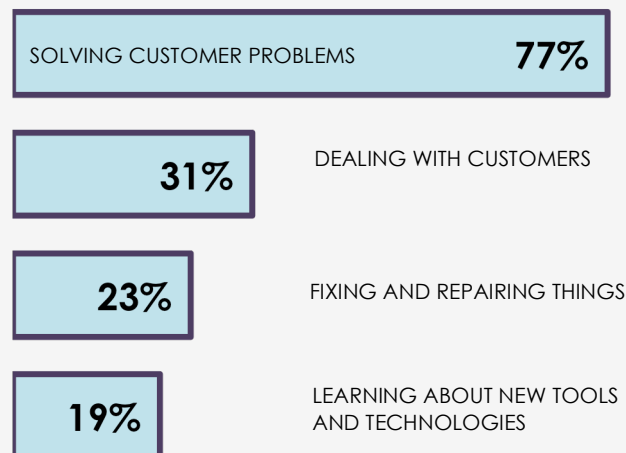 SOLVING CUSTOMER PROBLEMS 77%
31% DEALING WITH CUSTOMERS
23% FIXING AND REPAIRING THINGS
19% LEARNING ABOUT NEW TOOLS
AND TECHNOLOGIES